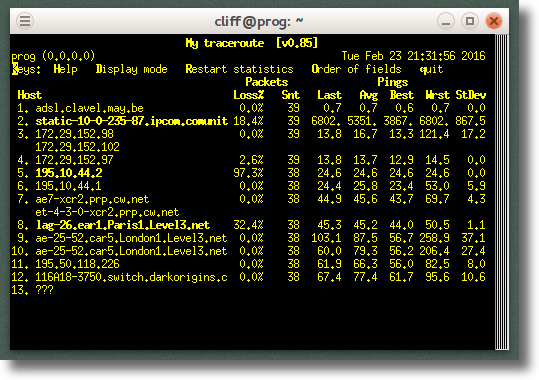 cliff@prog: ~
My traceroute [v0.85]
prog (0.0.0.0) Tue Feb 23 21:31:56 2016
Keys: Help Display mode Restart statistics Order of fields quit
Packets Pings
Host Loss% Snt Last Avg Best Wrst StDev
1. adsl.clavel.may.be 0.0% 39 0.7 0.7 0.6 0.7 0.0
2. static-10-0-235-87.ipcom.comunit 18.4% 39 6802. 5351. 3867. 6802. 867.5
3. 172.29.152.98 0.0% 39 13.8 16.7 13.3 121.4 17.2
172.29.152.102
4. 172.29.152.97 2.6% 39 13.8 13.7 12.9 14.5 0.0
5. 195.10.44.2 97.3% 38 24.6 24.6 24.6 24.6 0.0
6. 195.10.44.1 0.0% 38 24.4 25.8 23.4 53.0 5.9
7. ae7-xcr2.prp.cw.net 0.0% 38 44.9 45.6 43.7 69.7 4.3
et-4-3-0-xcr2.prp.cw.net
8. lag-26.ear1.Paris1.Level3.net 32.4% 38 45.3 45.2 44.0 50.5 1.1
9. ae-25-52.car5.London1.Level3.net 0.0% 38 103.1 87.5 56.7 258.9 37.1
10. ae-25-52.car5.London1.Level3.net 0.0% 38 60.0 79.3 56.2 206.4 27.4
11. 195.50.118.226 0.0% 38 61.9 66.3 56.0 82.5 8.0
12. 116A18-3750.switch.darkorigins.c 0.0% 38 67.4 77.4 61.7 95.6 10.6
13. ???